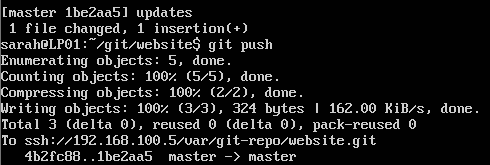 [master 1be2aa5] updates
 1 file changed, 1 insertion(+)
sarah@LP01:~/git/website$ git push
Enumerating objects: 5, done.
Counting objects: 100% (5/5), done.
Compressing objects: 100% (2/2), done.
Writing objects: 100% (3/3), 324 bytes | 162.00 KiB/s, done.
Total 3 (delta 0), reused 0 (delta 0), pack-reused 0
To ssh://192.168.100.5/var/git-repo/website.git
   4b2fc88..1be2aa5  master -> master